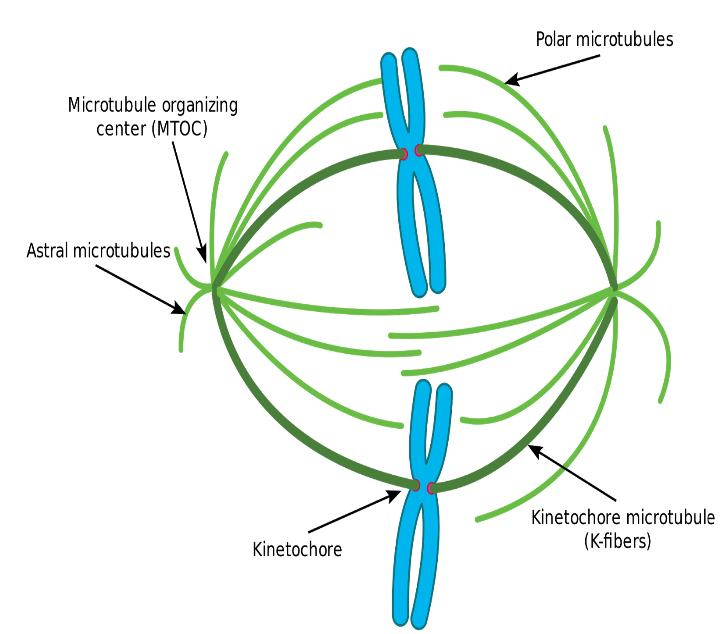 Polar microtubules
Microtubule organizing
center (MTOC)
Astral microtubules
Kinetochore microtubule
(K-fibers)
Kinetochore